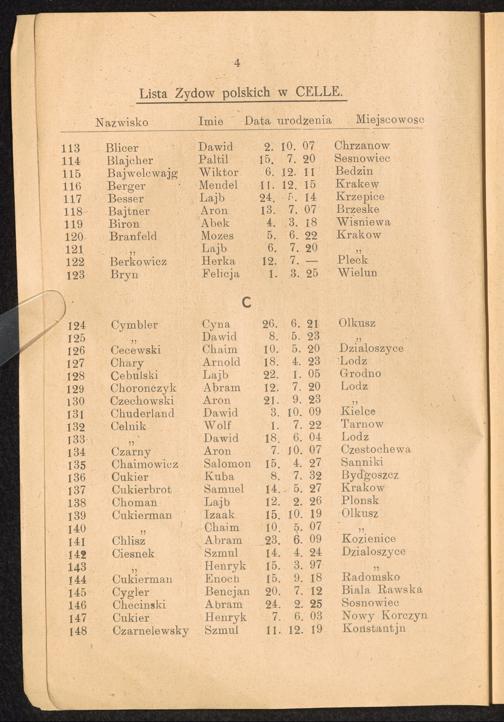 4
Lista Zydow polskich w CELLE.
Nazwisko Imie Data urodzenia Miejscowosc
113 Blicer Dawid 2. 10. 07 Chrzanow
114 Blajcher Paltil 15. 7. 20 Sesnowiec
115 Bajwelcwajg Wiktor 6. 12. 11 Bedzin
116 Berger Mendel 11. 12. 15 Krakew
117 Besser Lajb 24. 5. 14 Krzepice
118 Bajtner Aron 13. 7. 07 Brzeske
119 Biron Abek 4. 3. 18 Wisniewa
120 Branfeld Mozes 5. 6. 22 Krakow
121 „ Lajb 6. 7. 20 „
122 Berkowicz Herka 12. 7. — Pleck
123 Bryn Felicja 1. 3. 25 Wielun
C
124 Cymbler Cyna 26. 6. 21 Olkusz
125 „ Dawid 8. 5. 23 „
126 Cecewski Chaim 10. 5. 20 Dzialoszyce
127 Chary Arnold 18. 4. 23 Lodz
128 Cebulski Lajb 22. 1. 05 Grodno
129 Choronczyk Abram 12. 7. 20 Lodz
130 Czechowski Aron 21. 9. 23 „
131 Chuderland Dawid 3. 10. 09 Kielce
132 Celnik Wolf 1. 7. 22 Tarnow
133 „ Dawid 18. 6. 04 Lodz
134 Czarny Aron 7. 10. 07 Czestochewa
135 Chaimowicz Salomon 15. 4. 27 Sanniki
136 Cukier Kuba 8. 7. 32 Bydgoszcz
137 Cukierbrot Samuel 14. 5. 27 Krakow
138 Choman Lajb 12. 2. 26 Plonsk
139 Cukierman Izaak 15. 10. 19 Olkusz
140 „ Chaim 10. 5. 07 „
141 Chlisz Abram 23. 6. 09 Kozienice
142 Ciesnek Szmul 14. 4. 24 Dzialoszyce
143 „ Henryk 15. 3. 97 „
144 Cukierman Enoch 15. 9. 18 Radomsko
145 Cygler Bencjan 20. 7. 12 Biala Rawska
146 Checinski Abram 24. 2. 25 Sosnowiec
147 Cukier Henryk 7. 6. 03 Nowy Korczyn
148 Czarnelewsky Szmul 11. 12. 19 Konstantjn